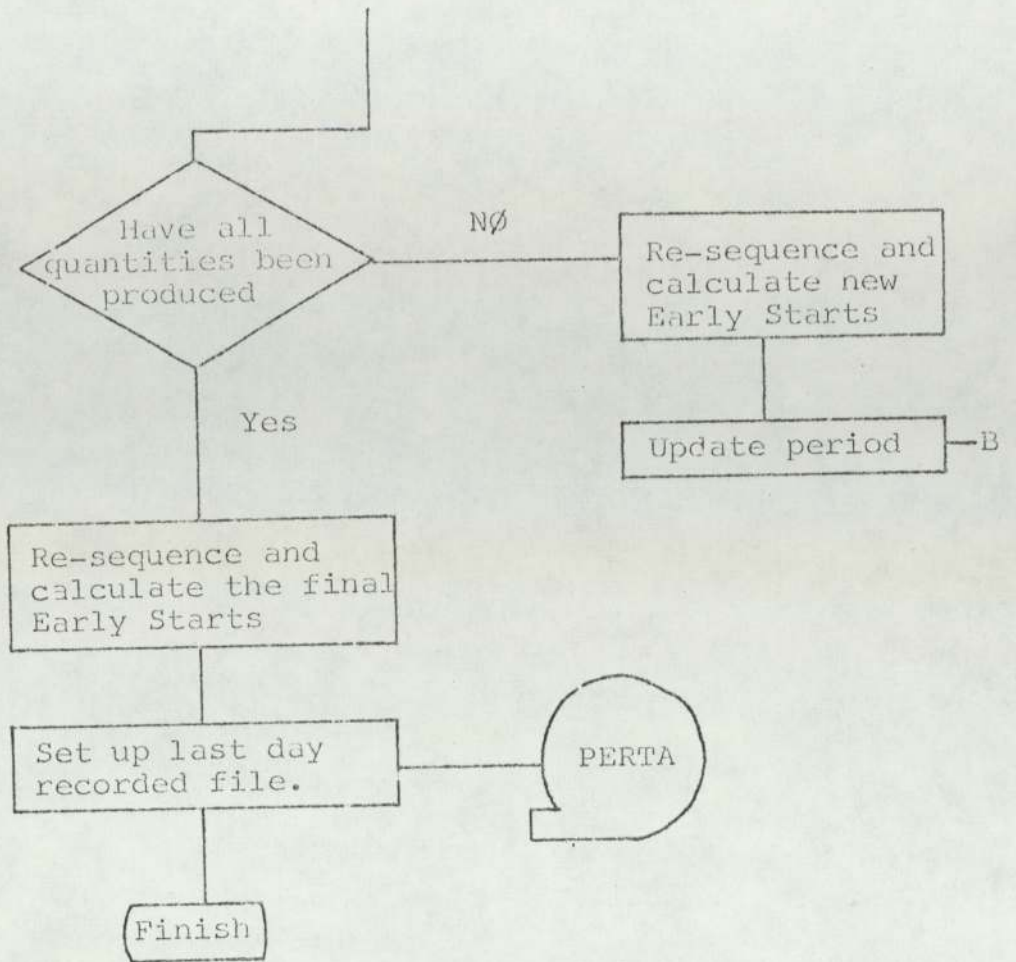 Have all
quantities been
produced
NØ
Re-sequence and
calculate new
Early Starts
Update period
B
Yes
Re-sequence and
calculate the final
Early Starts
Set up last day
recorded file.
PERTA
Finish